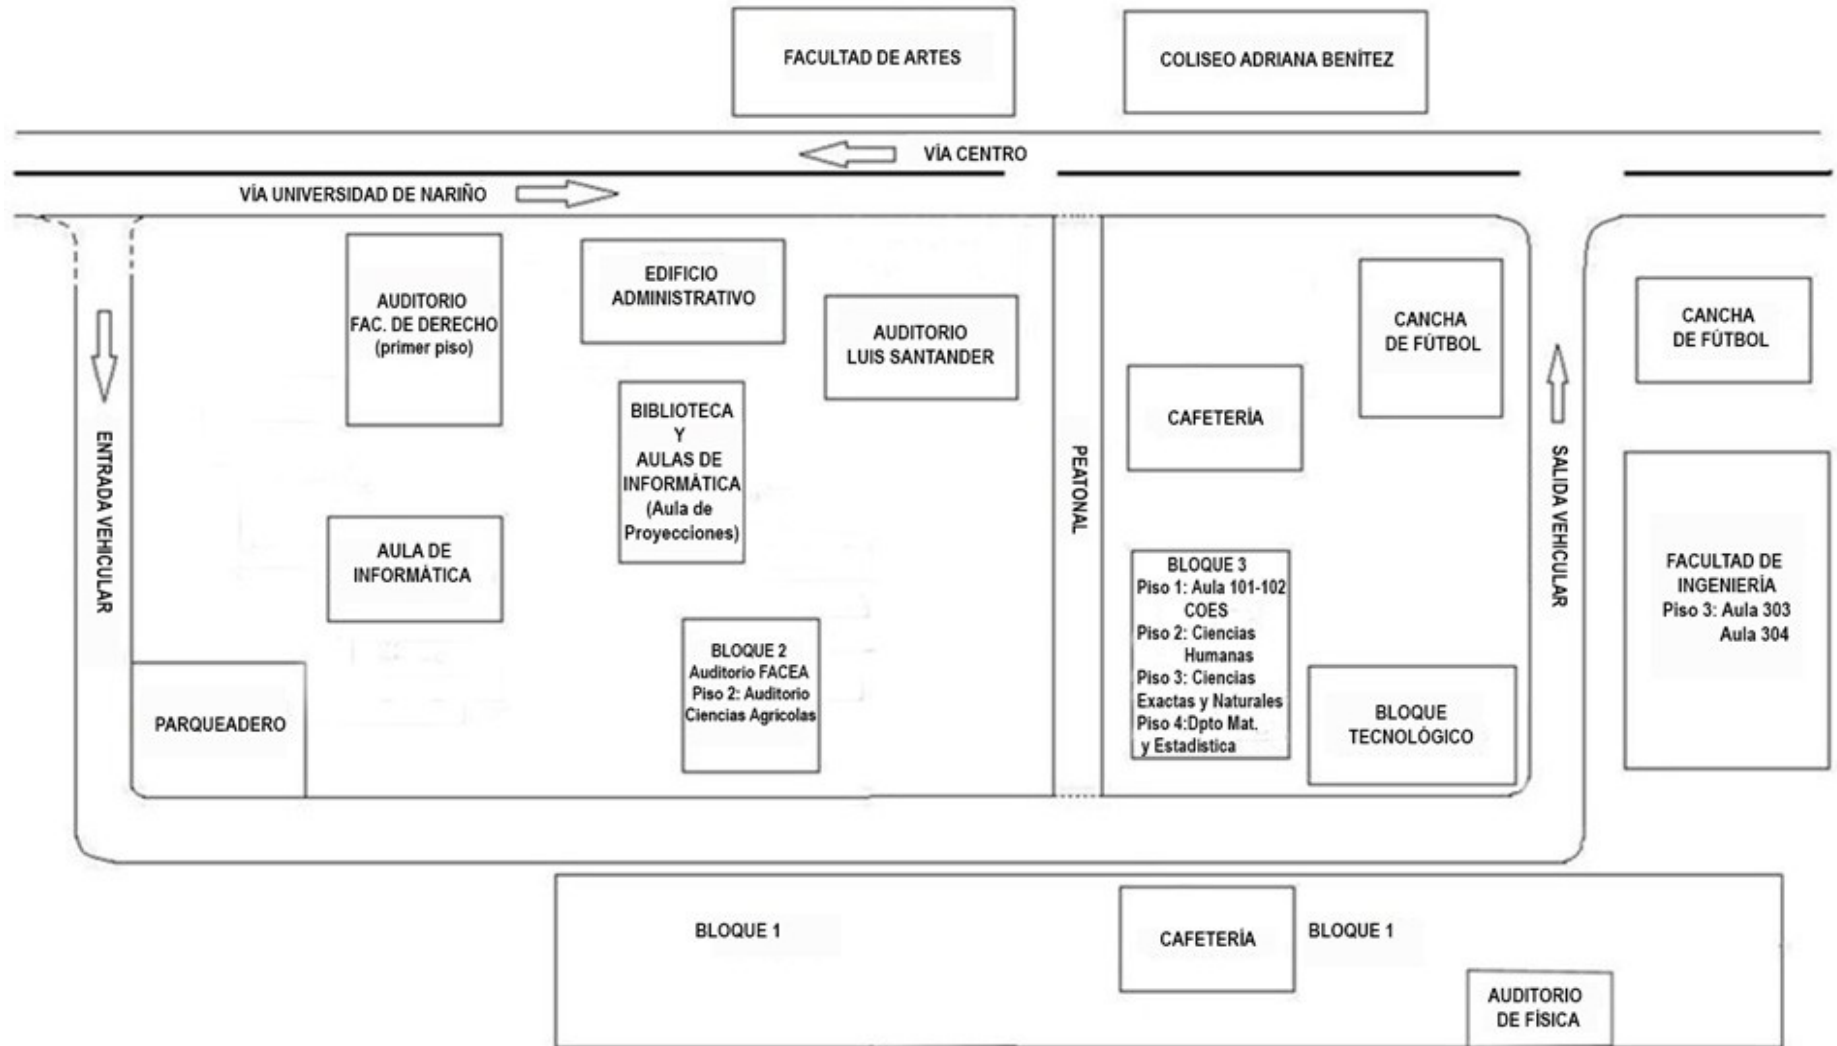 FACULTAD DE ARTES
COLISEO ADRIANA BENÍTEZ
VÍA CENTRO
VÍA UNIVERSIDAD DE NARIÑO
AUDITORIO
FAC. DE DERECHO
(primer piso)
EDIFICIO
ADMINISTRATIVO
AUDITORIO
LUIS SANTANDER
CANCHA
DE FÚTBOL
CANCHA
DE FÚTBOL
BIBLIOTECA
Y
AULAS DE
INFORMÁTICA
(Aula de
Proyecciones)
CAFETERÍA
ENTRADA VEHICULAR
PEATONAL
SALIDA VEHICULAR
AULA DE
INFORMÁTICA
BLOQUE 3
Piso 1: Aula 101-102
COES
Piso 2: Ciencias
Humanas
Piso 3: Ciencias
Exactas y Naturales
Piso 4:Dpto Mat.
y Estadística
FACULTAD DE
INGENIERÍA
Piso 3: Aula 303
Aula 304
BLOQUE 2
Auditorio FACEA
Piso 2: Auditorio
Ciencias Agrícolas
PARQUEADERO
BLOQUE
TECNOLÓGICO
BLOQUE 1
CAFETERÍA
BLOQUE 1
AUDITORIO
DE FÍSICA